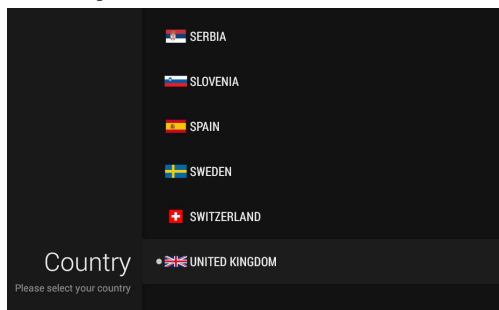 SERBIA
SLOVENIA
SPAIN
SWEDEN
SWITZERLAND
UNITED KINGDOM
Country
Please select your country